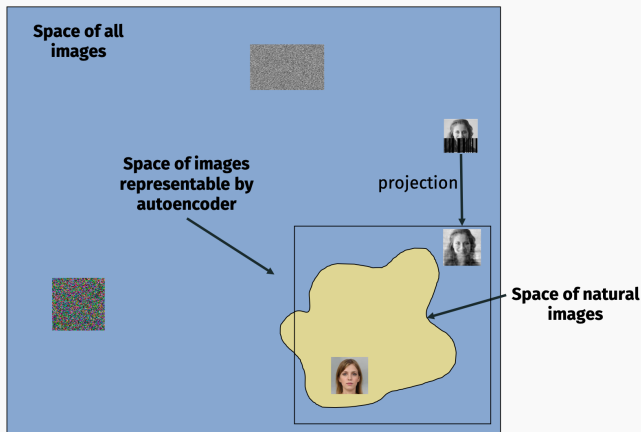 Space of all
images
Space of images
representable by
autoencoder
projection
Space of natural
images